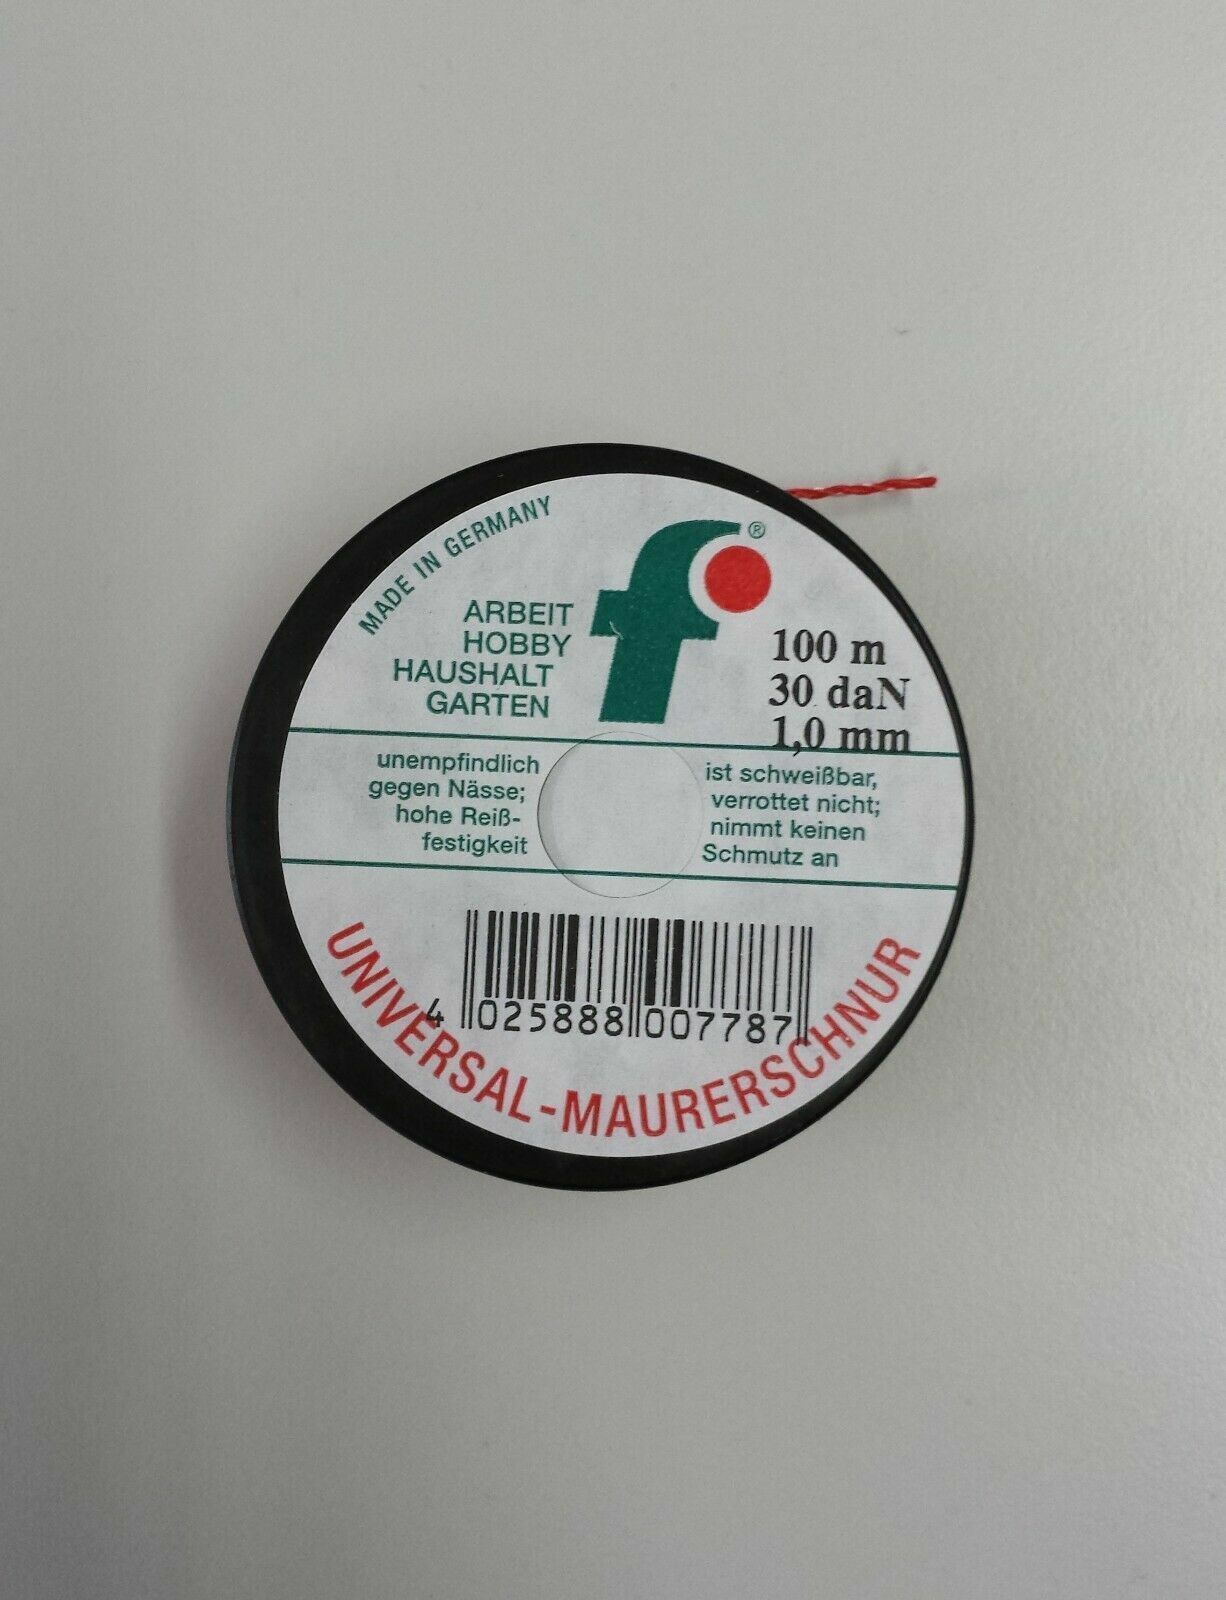 MADE IN GERMANY
ARBEIT
HOBBY
HAUSHALT
GARTEN
f®
100 m
30 daN
1,0 mm
unempfindlich
gegen Nässe;
hohe Reiß-
festigkeit
ist schweißbar,
verrottet nicht;
nimmt keinen
Schmutz an
4 025888 007787
UNIVERSAL-MAURERSCHNUR